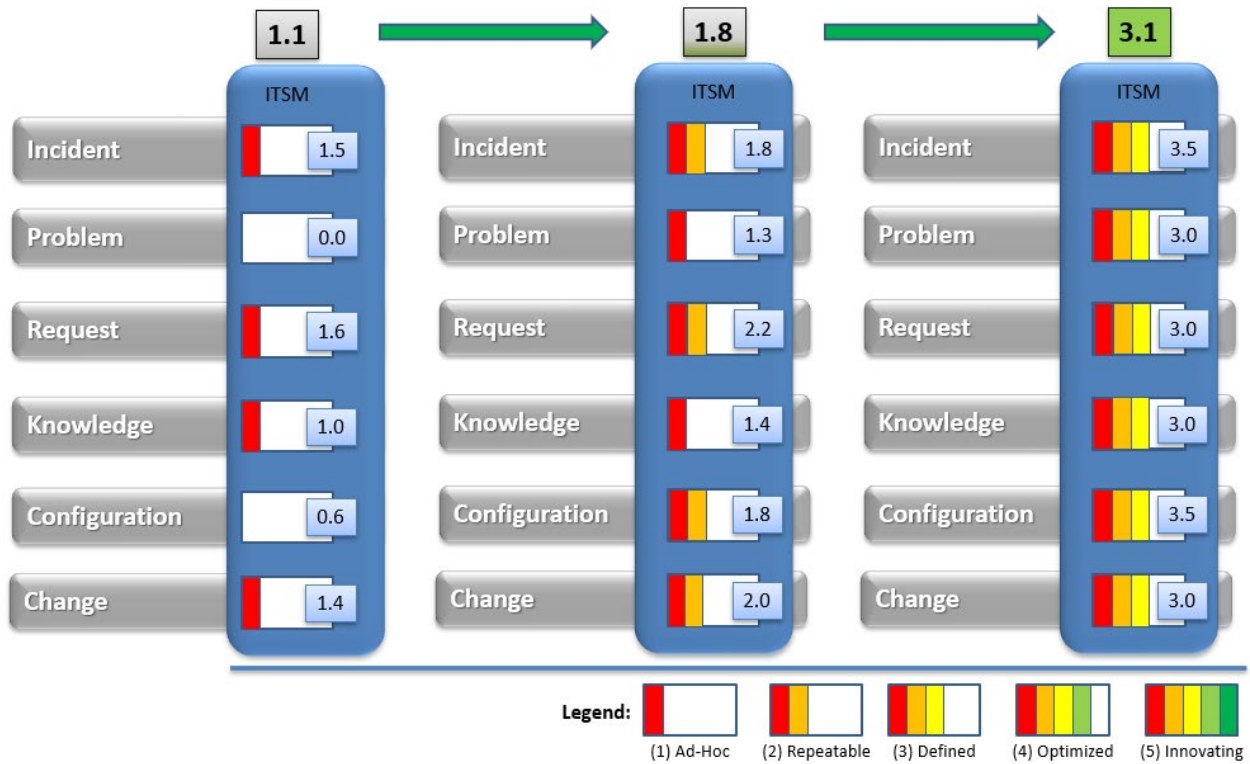 1.1
1.8
3.1
ITSM
ITSM
ITSM
Incident 1.5
Incident 1.8
Incident 3.5
Problem 0.0
Problem 1.3
Problem 3.0
Request 1.6
Request 2.2
Request 3.0
Knowledge 1.0
Knowledge 1.4
Knowledge 3.0
Configuration 0.6
Configuration 1.8
Configuration 3.5
Change 1.4
Change 2.0
Change 3.0
Legend:
(1) Ad-Hoc
(2) Repeatable
(3) Defined
(4) Optimized
(5) Innovating